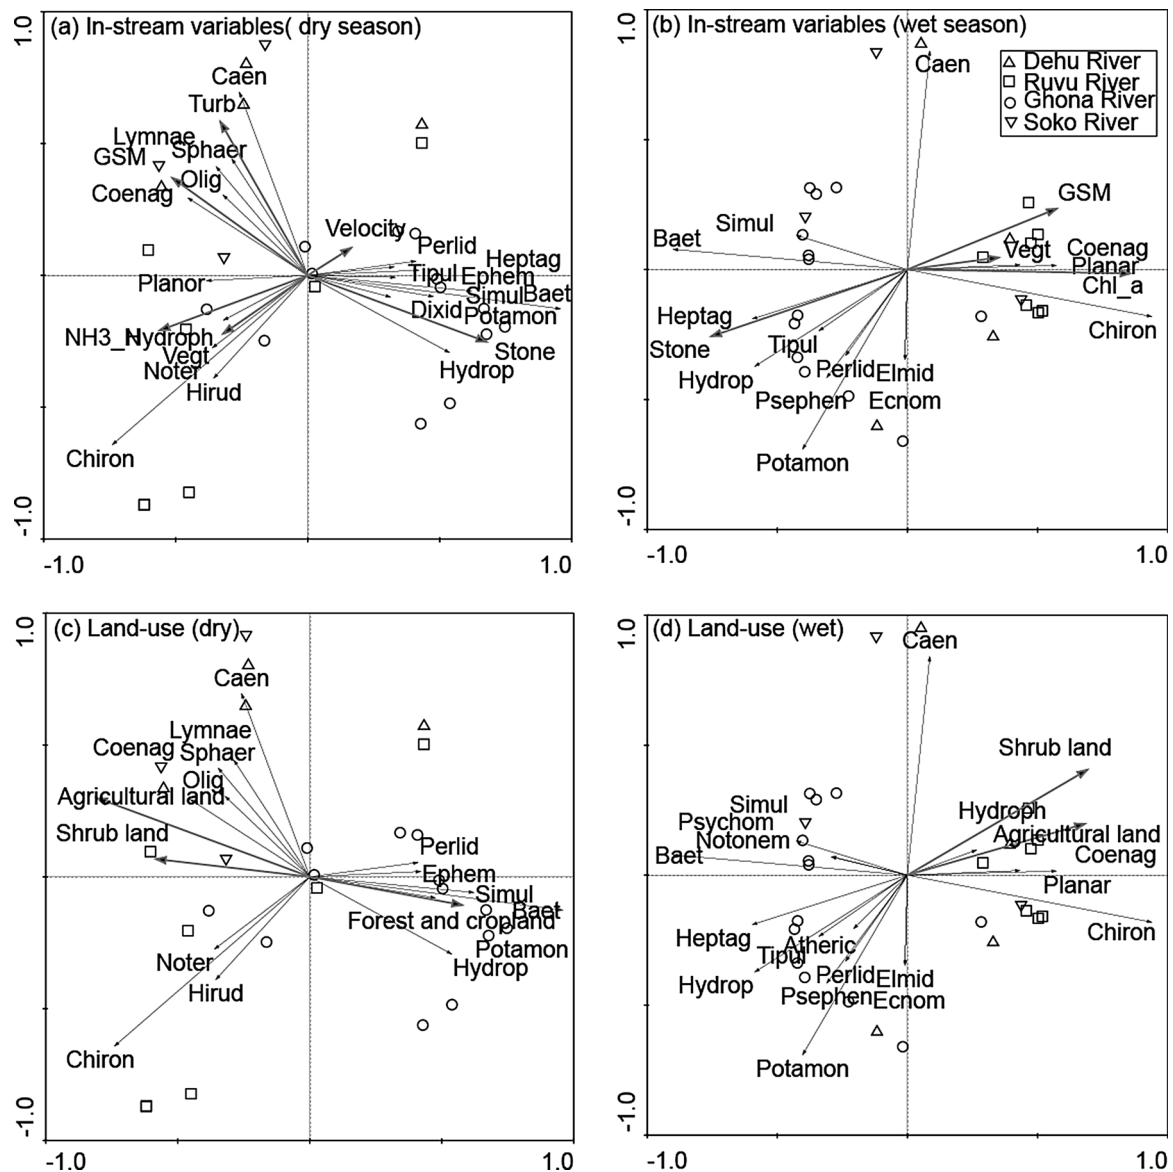 (a) In-stream variables( dry season)
1.0
Caen
Turb
Lymnae
Sphaer
GSM
Olig
Coenag
Velocity
Perlid
Heptag
Tipul Ephem
Planor
Simul Baet
Dixid Potamon
NH3_N Hydroph
Stone
Vegt
Noter
Hydrop
Hirud
Chiron
-1.0
-1.0 1.0
(b) In-stream variables (wet season)
1.0
Caen
Dehu River
Ruvu River
Ghona River
Soko River
GSM
Simul
Baet
Vegt Coenag
Planar
Chl_a
Heptag
Chiron
Stone
Tipul
Hydrop
Perlid Elmid
Psephen Ecnom
Potamon
-1.0
-1.0 1.0
(c) Land-use (dry)
1.0
Caen
Lymnae
Coenag Sphaer
Olig
Agricultural land
Shrub land
Perlid
Ephem
Simul
Baet
Forest and cropland
Potamon
Noter
Hydrop
Hirud
Chiron
-1.0
-1.0 1.0
(d) Land-use (wet)
1.0
Caen
Shrub land
Simul
Hydroph
Psychom
Notonem
Agricultural land
Baet
Coenag
Planar
Heptag
Chiron
Atheric
Tipul
Hydrop
Perlid Elmid
Psephen Ecnom
Potamon
-1.0
-1.0 1.0